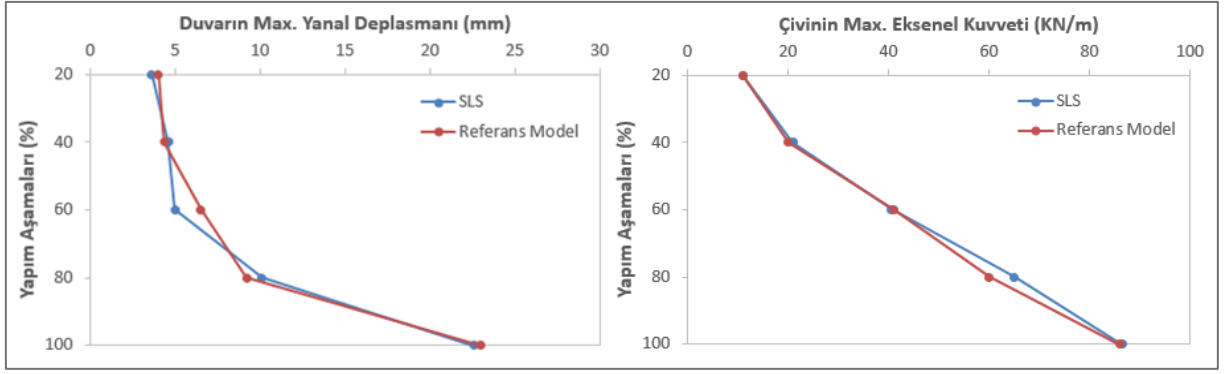 Duvarın Max. Yanal Deplasmanı (mm)
0 5 10 15 20 25 30
Yapım Aşamaları (%)
20
40
60
80
100
SLS
Referans Model
Çivinin Max. Eksenel Kuvveti (KN/m)
0 20 40 60 80 100
Yapım Aşamaları (%)
20
40
60
80
100
SLS
Referans Model